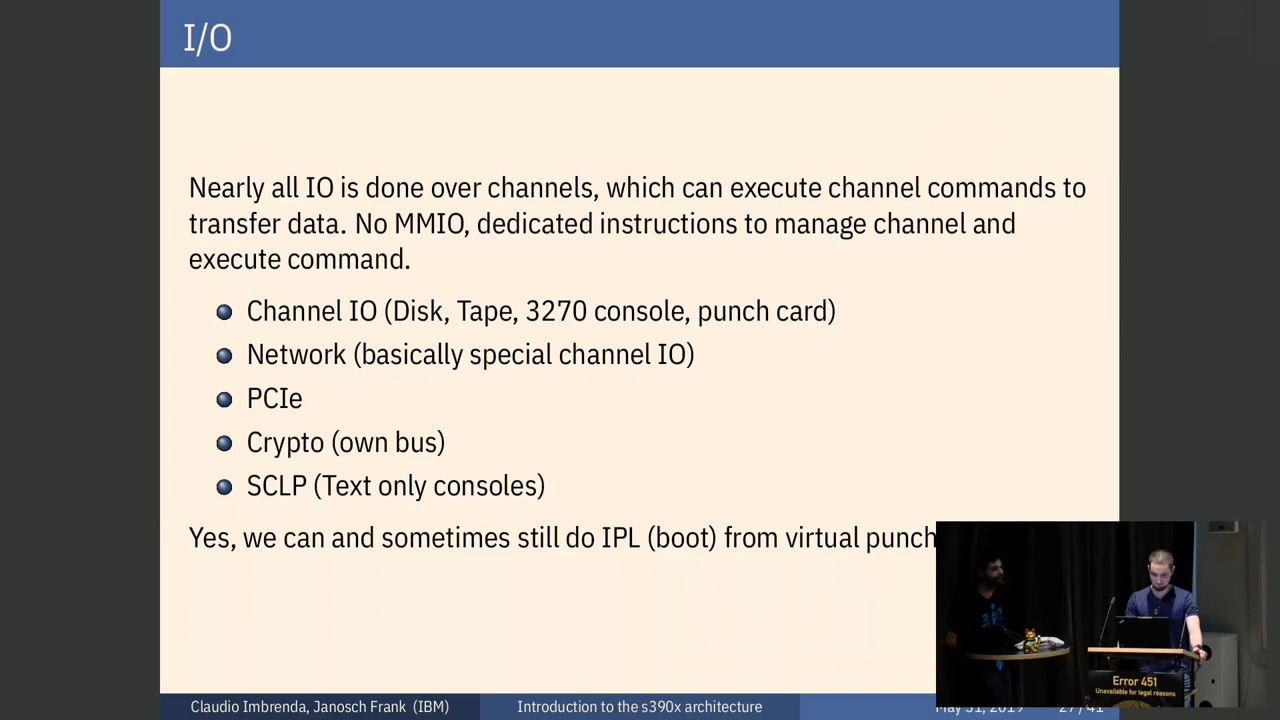 I/O
Nearly all IO is done over channels, which can execute channel commands to
transfer data. No MMIO, dedicated instructions to manage channel and
execute command.
Channel IO (Disk, Tape, 3270 console, punch card)
Network (basically special channel IO)
PCIe
Crypto (own bus)
SCLP (Text only consoles)
Yes, we can and sometimes still do IPL (boot) from virtual punch
Error 451
Unavailable for legal reasons
Claudio Imbrenda, Janosch Frank (IBM) Introduction to the s390x architecture May 31, 2019 27 / 41